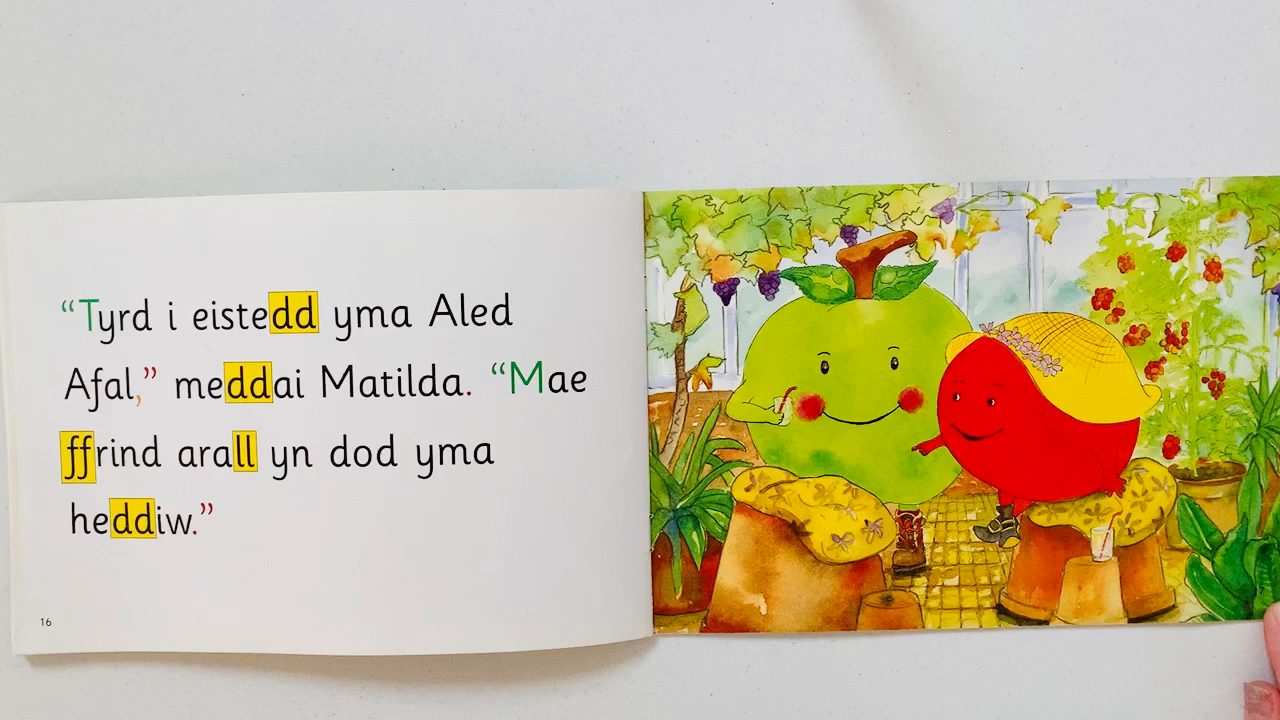 “Tyrd i eistedd yma Aled
Afal,” meddai Matilda. “Mae
ffrind arall yn dod yma
heddiw.”
16